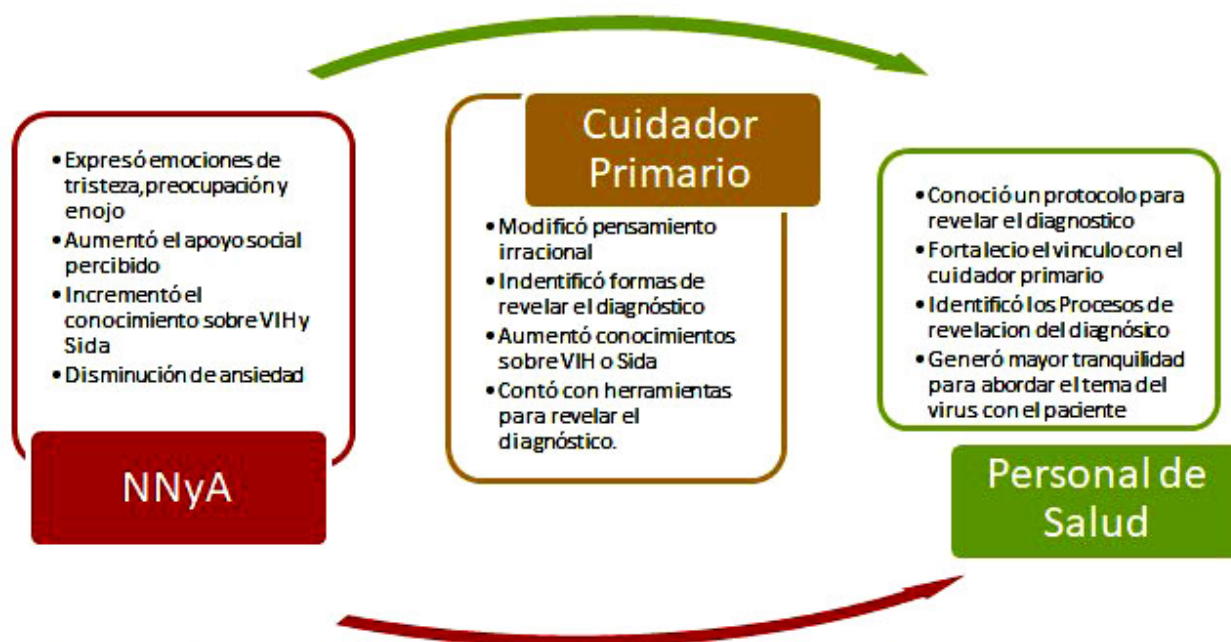 • Expresó emociones de
tristeza, preocupación y
enojo
• Aumentó el apoyo social
percibido
• Incrementó el
conocimiento sobre VIH y
Sida
• Disminución de ansiedad
NNyA
Cuidador
Primario
• Modificó pensamiento
irracional
• Indentificó formas de
revelar el diagnóstico
• Aumentó conocimientos
sobre VIH o Sida
• Contó con herramientas
para revelar el
diagnóstico.
• Conoció un protocolo para
revelar el diagnostico
• Fortalecio el vinculo con el
cuidador primario
• Identificó los Procesos de
revelacion del diagnósico
• Generó mayor tranquilidad
para abordar el tema del
virus con el paciente
Personal de
Salud